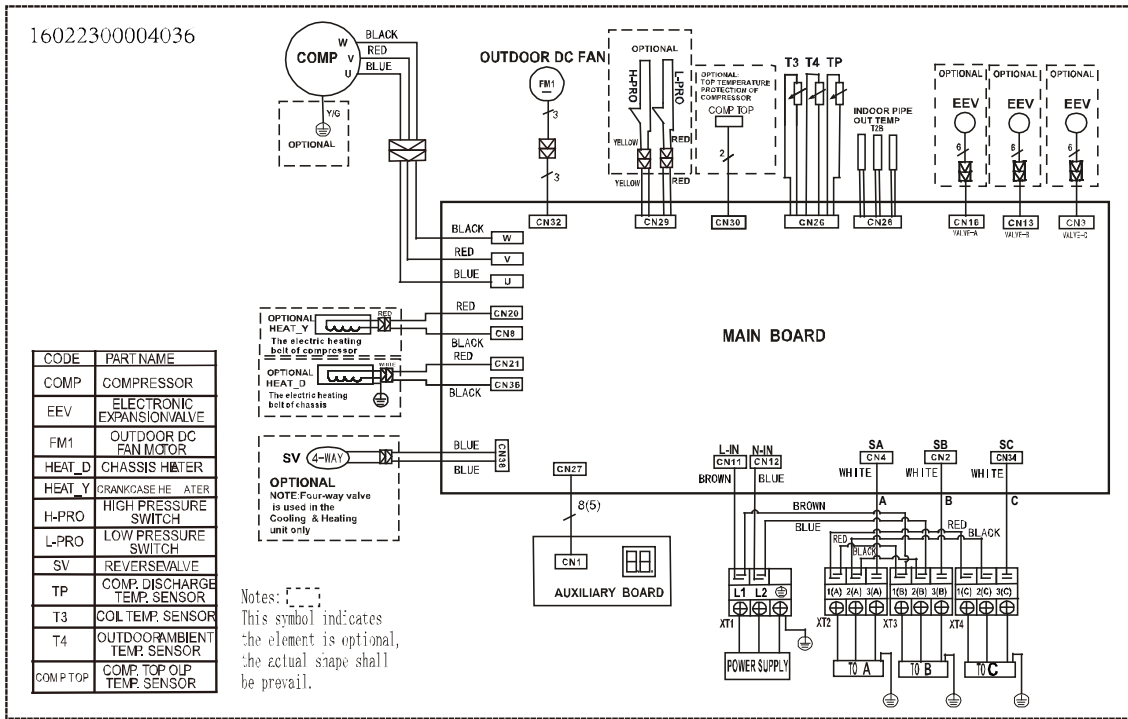 16022300004036
COMP
W
V
U
BLACK
RED
BLUE
Y/G
OPTIONAL
OUTDOOR DC FAN
FM1
3
3
OPTIONAL
H-PRO
L-PRO
YELLOW
RED
YELLOW
RED
OPTIONAL:
TOP TEMPERATURE
PROTECTION OF
COMPRESSOR
COMP TOP
2
T3 T4 TP
INDOOR PIPE
OUT TEMP
T2B
OPTIONAL
EEV
6
OPTIONAL
EEV
6
OPTIONAL
EEV
6
CN32
CN29
CN30
CN26
CN28
CN18
VALVE-A
CN13
VALVE-B
CN3
VALVE-C
BLACK
W
RED
V
BLUE
U
OPTIONAL
HEAT_Y
RED
The electric heating
belt of compressor
RED
CN20
CN8
BLACK
OPTIONAL
HEAT_D
WHITE
The electric heating
belt of chassis
RED
CN21
CN36
BLACK
MAIN BOARD
SV
4-WAY
OPTIONAL
NOTE:Four-way valve
is used in the
Cooling & Heating
unit only
BLUE
BLUE
CN38
CN27
8(5)
CN1
AUXILIARY BOARD
L-IN N-IN
CN11 CN12
BROWN
BLUE
SA
CN4
WHITE
A
SB
CN2
WHITE
B
SC
CN34
WHITE
C
BROWN
BLUE
RED
BLACK
RED
BLACK
L1 L2
XT1
POWER SUPPLY
1(A) 2(A) 3(A)
XT2
TO A
1(B) 2(B) 3(B)
XT3
TO B
1(C) 2(C) 3(C)
XT4
TO C
CODE PART NAME
COMP COMPRESSOR
EEV ELECTRONIC
EXPANSIONVALVE
FM1 OUTDOOR DC
FAN MOTOR
HEAT_D CHASSIS HEATER
HEAT_Y CRANKCASE HE ATER
H-PRO HIGH PRESSURE
SWITCH
L-PRO LOW PRESSURE
SWITCH
SV REVERSEVALVE
TP COMP. DISCHARGE
TEMP. SENSOR
T3 COIL TEMP. SENSOR
T4 OUTDOORAMBIENT
TEMP. SENSOR
COMP TOP COMP. TOP OLP
TEMP. SENSOR
Notes:
This symbol indicates
the element is optional,
the actual shape shall
be prevail.